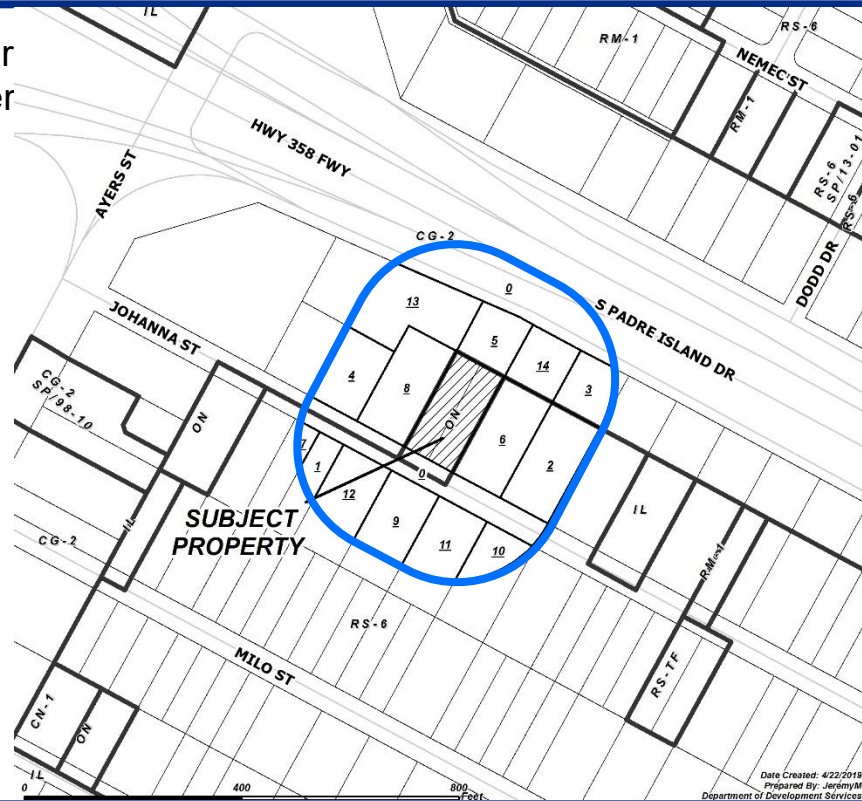 r
er
IL
RS-6
RM-1
NEMEC ST
RM-1
RS-6
SP/13-01
RS-6
AYERS ST
HWY 358 FWY
CG-2
DODD DR
S PADRE ISLAND DR
JOHANNA ST
0
13
5
14
3
4
8
ON
6
2
7
1
0
12
9
11
10
CG-2
SP/98-10
ON
IL
SUBJECT
PROPERTY
IL
CG-2
RM-1
RS-6
RS-TF
MILO ST
CN-1
ON
IL
0 400 800
Feet
Date Created: 4/22/2019
Prepared By: JeremyM
Department of Development Services